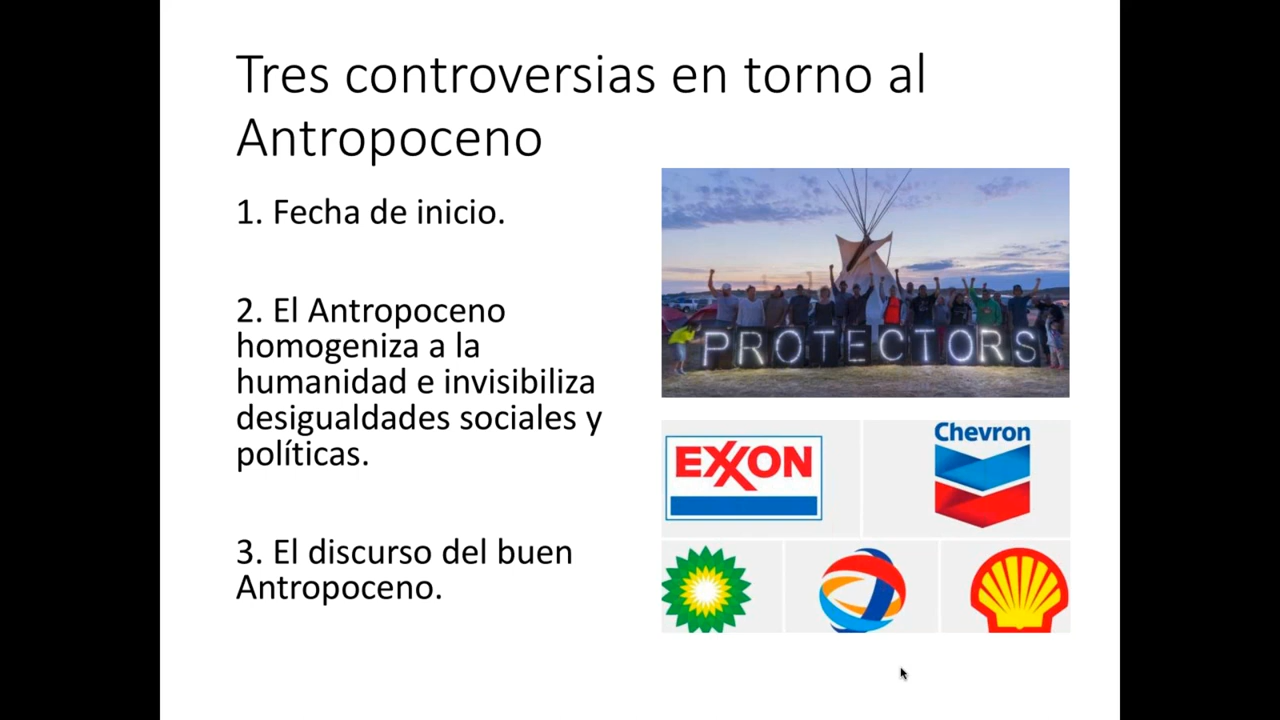 Tres controversias en torno al
Antropoceno
1. Fecha de inicio.
2. El Antropoceno
homogeniza a la
humanidad e invisibiliza
desigualdades sociales y
políticas.
3. El discurso del buen
Antropoceno.
PROTECTORS
EXXON
Chevron